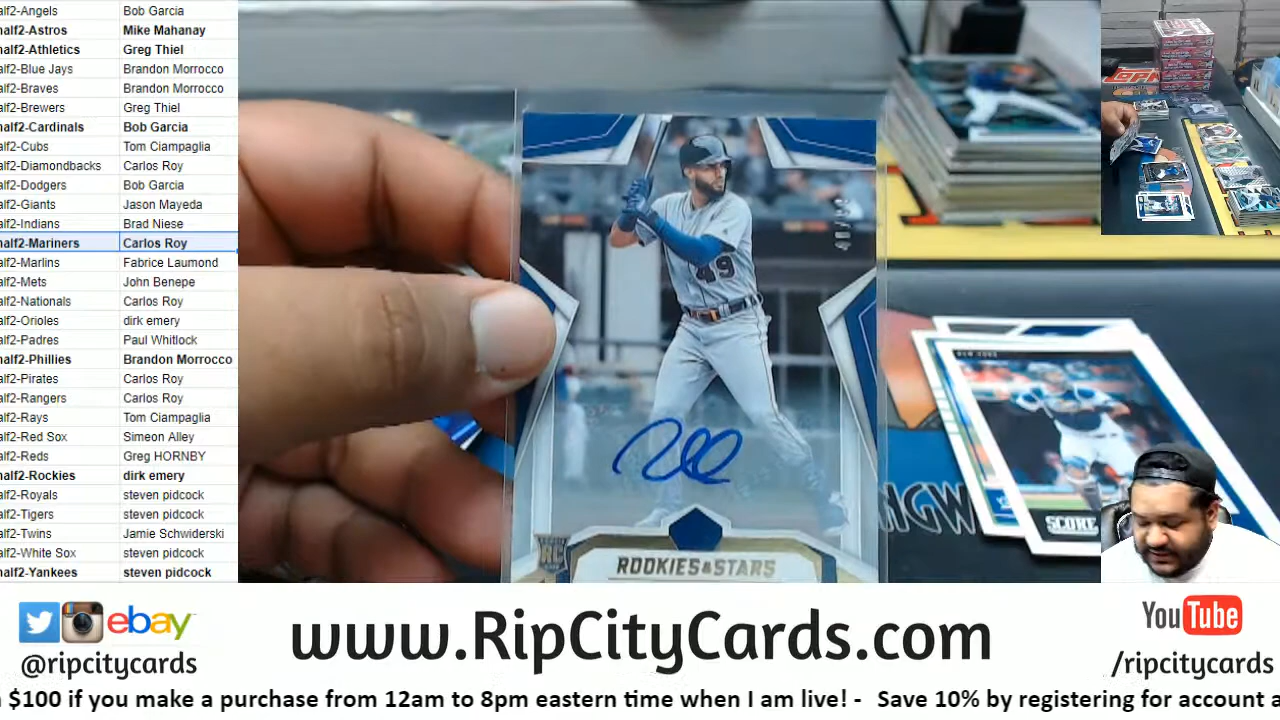 alf2-Angels Bob Garcia
half2-Astros Mike Mahanay
half2-Athletics Greg Thiel
alf2-Blue Jays Brandon Morrocco
alf2-Braves Brandon Morrocco
alf2-Brewers Greg Thiel
half2-Cardinals Bob Garcia
alf2-Cubs Tom Ciampaglia
alf2-Diamondbacks Carlos Roy
alf2-Dodgers Bob Garcia
alf2-Giants Jason Mayeda
alf2-Indians Brad Niese
half2-Mariners Carlos Roy
alf2-Marlins Fabrice Laumond
alf2-Mets John Benepe
alf2-Nationals Carlos Roy
alf2-Orioles dirk emery
alf2-Padres Paul Whitlock
half2-Phillies Brandon Morrocco
alf2-Pirates Carlos Roy
alf2-Rangers Carlos Roy
alf2-Rays Tom Ciampaglia
alf2-Red Sox Simeon Alley
alf2-Reds Greg HORNBY
half2-Rockies dirk emery
alf2-Royals steven pidcock
alf2-Tigers steven pidcock
alf2-Twins Jamie Schwiderski
alf2-White Sox steven pidcock
half2-Yankees steven pidcock
49
RC
ROOKIES & STARS
NEW YORK
SCORE
NGW
TOPP
ebay
@ripcitycards
www.RipCityCards.com
YouTube
/ripcitycards
$100 if you make a purchase from 12am to 8pm eastern time when I am live! - Save 10% by registering for account a